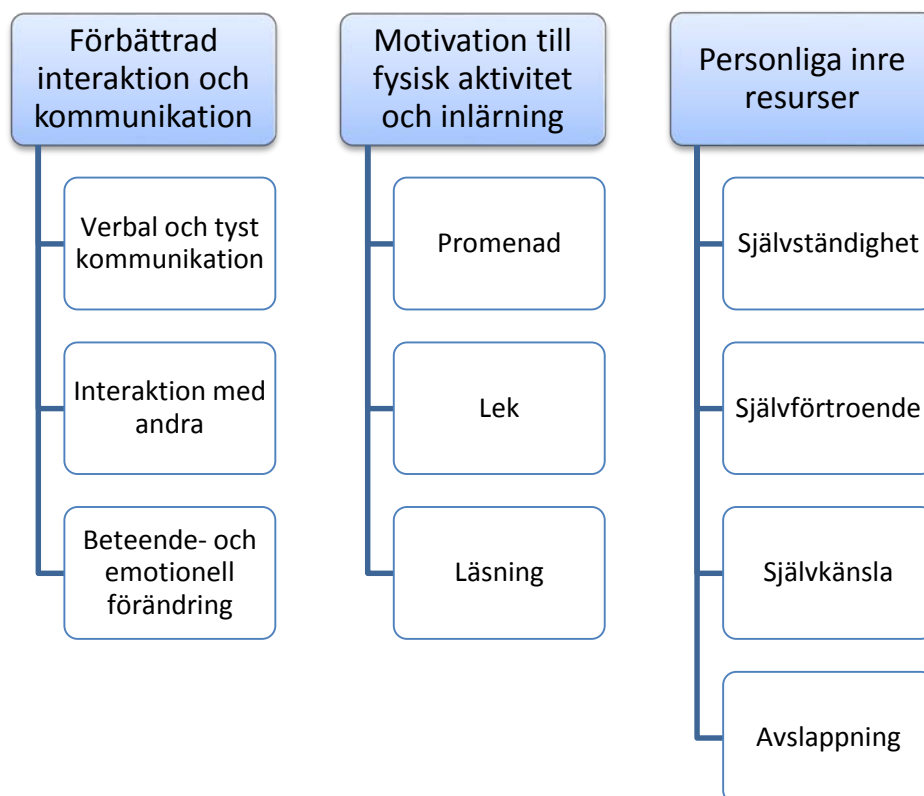 Förbättrad
interaktion och
kommunikation
Verbal och tyst
kommunikation
Interaktion med
andra
Beteende- och
emotionell
förändring
Motivation till
fysisk aktivitet
och inlärning
Promenad
Lek
Läsning
Personliga inre
resurser
Självständighet
Självförtroende
Självkänsla
Avslappning